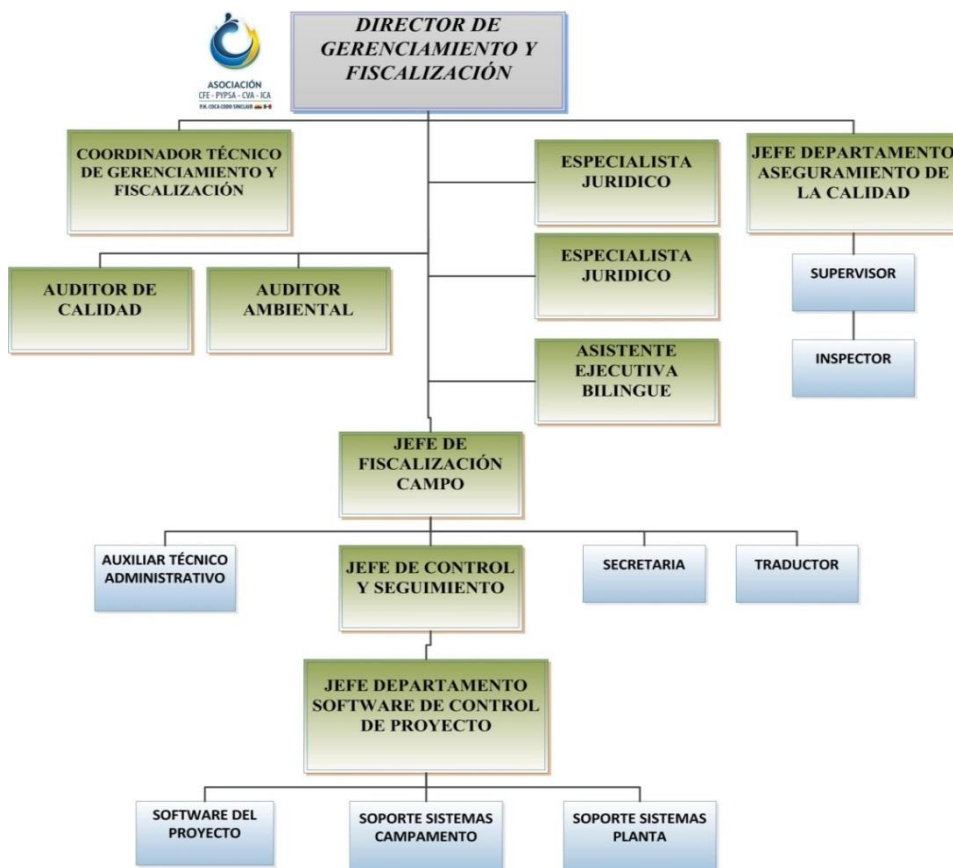 DIRECTOR DE
GERENCIAMIENTO Y
FISCALIZACIÓN
ASOCIACIÓN
CFE - PYPSA - CVA - ICA
P.H. COCA CODO SINCLAIR
COORDINADOR TÉCNICO
DE GERENCIAMIENTO Y
FISCALIZACIÓN
ESPECIALISTA
JURIDICO
JEFE DEPARTAMENTO
ASEGURAMIENTO DE
LA CALIDAD
AUDITOR DE
CALIDAD
AUDITOR
AMBIENTAL
ESPECIALISTA
JURIDICO
SUPERVISOR
ASISTENTE
EJECUTIVA
BILINGUE
INSPECTOR
JEFE DE
FISCALIZACIÓN
CAMPO
AUXILIAR TÉCNICO
ADMINISTRATIVO
JEFE DE CONTROL
Y SEGUIMIENTO
SECRETARIA
TRADUCTOR
JEFE DEPARTAMENTO
SOFTWARE DE CONTROL
DE PROYECTO
SOFTWARE DEL
PROYECTO
SOPORTE SISTEMAS
CAMPAMENTO
SOPORTE SISTEMAS
PLANTA